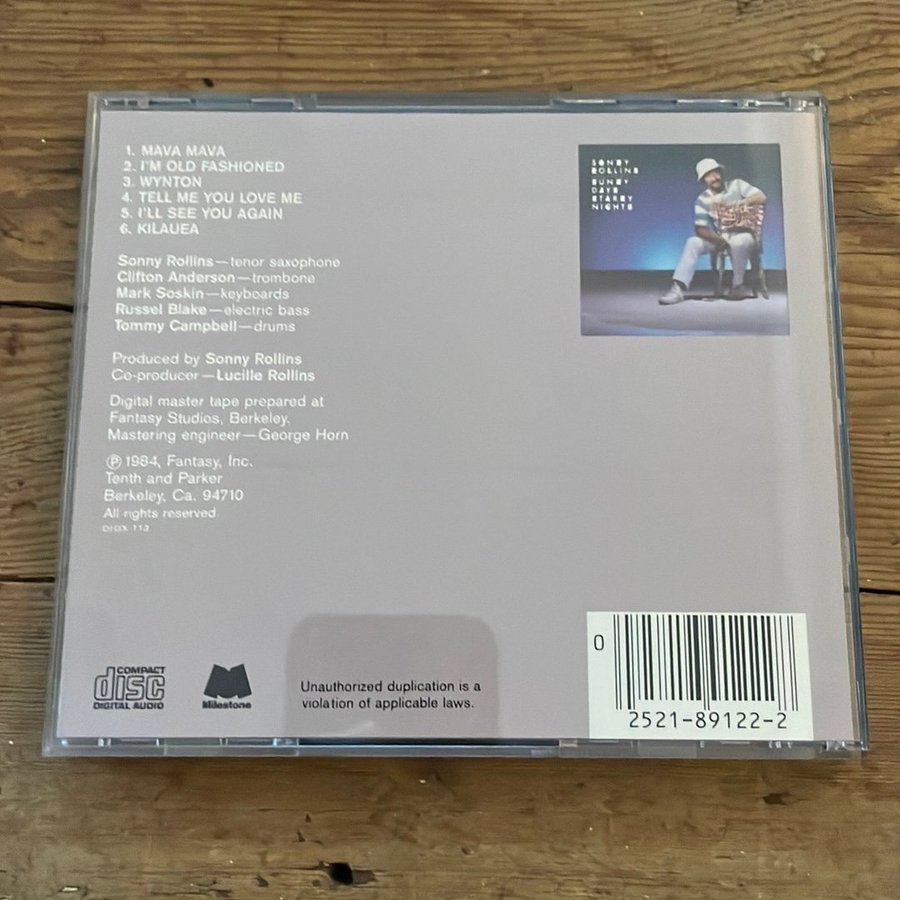 1. MAVA MAVA
2. I'M OLD FASHIONED
3. WYNTON
4. TELL ME YOU LOVE ME
5. I'LL SEE YOU AGAIN
6. KILAUEA
Sonny Rollins—tenor saxophone
Clifton Anderson—trombone
Mark Soskin—keyboards
Russel Blake—electric bass
Tommy Campbell—drums
Produced by Sonny Rollins
Co-producer—Lucille Rollins
Digital master tape prepared at
Fantasy Studios, Berkeley.
Mastering engineer—George Horn
℗ 1984, Fantasy, Inc.
Tenth and Parker
Berkeley, Ca. 94710
All rights reserved.
SONNY
ROLLINS
SUNNY
DAYS
STARRY
NIGHTS
COMPACT
disc
DIGITAL AUDIO
Milestone
Unauthorized duplication is a
violation of applicable laws.
0
2521-89122-2